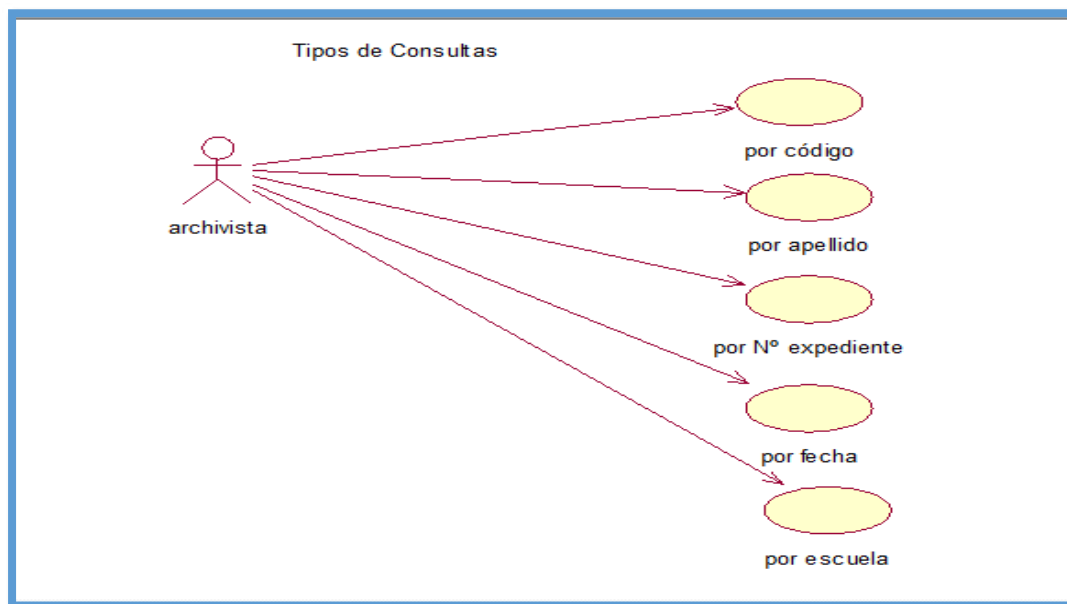 Tipos de Consultas
por código
archivista
por apellido
por Nº expediente
por fecha
por escuela